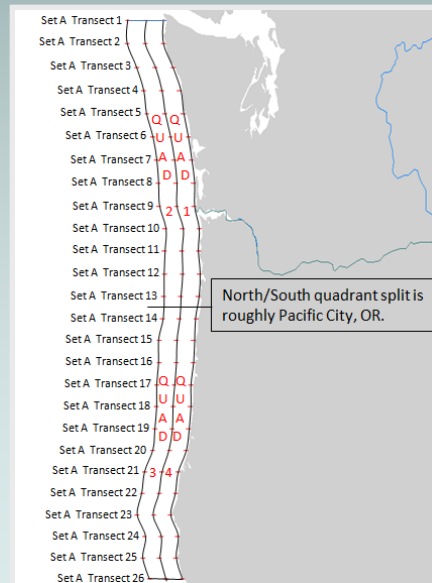 Set A Transect 1
Set A Transect 2
Set A Transect 3
Set A Transect 4
Set A Transect 5
Set A Transect 6
Set A Transect 7
Set A Transect 8
Set A Transect 9
Set A Transect 10
Set A Transect 11
Set A Transect 12
Set A Transect 13
Set A Transect 14
Set A Transect 15
Set A Transect 16
Set A Transect 17
Set A Transect 18
Set A Transect 19
Set A Transect 20
Set A Transect 21
Set A Transect 22
Set A Transect 23
Set A Transect 24
Set A Transect 25
Set A Transect 26
QUAD 2
QUAD 1
North/South quadrant split is
roughly Pacific City, OR.
QUAD 3
QUAD 4